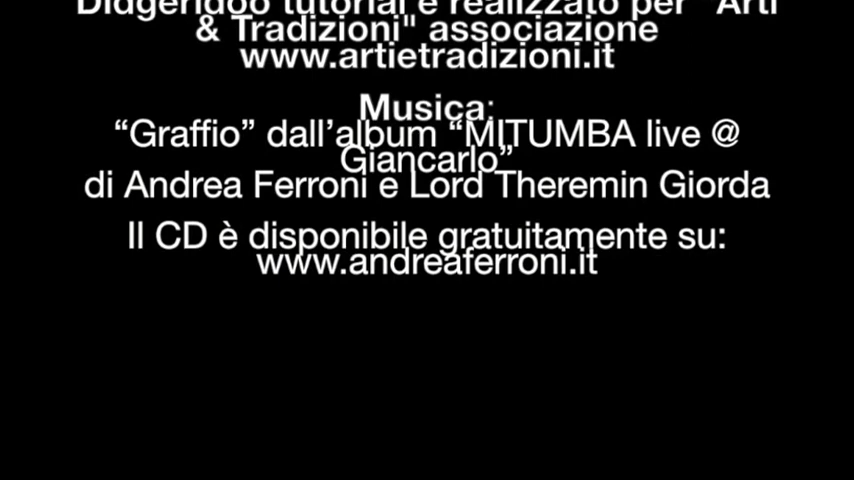 Didgeridoo tutorial è realizzato per "Arti
& Tradizioni" associazione
www.artietradizioni.it
Musica:
“Graffio” dall’album “MITUMBA live @
Giancarlo”
di Andrea Ferroni e Lord Theremin Giorda
Il CD è disponibile gratuitamente su:
www.andreaferroni.it